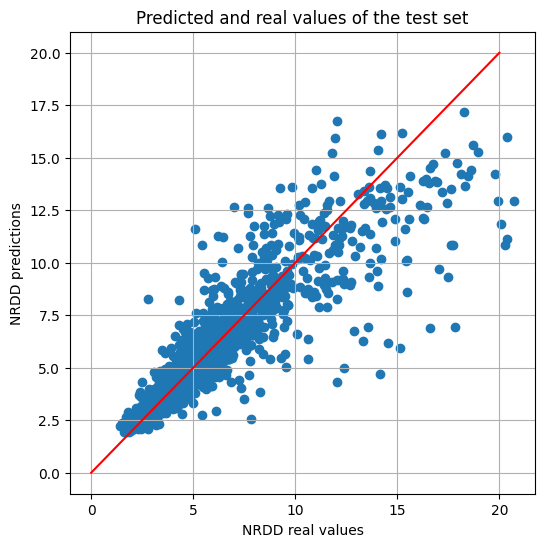 Predicted and real values of the test set
20.0
17.5
15.0
12.5
10.0
7.5
5.0
2.5
0.0
NRDD predictions
0 5 10 15 20
NRDD real values